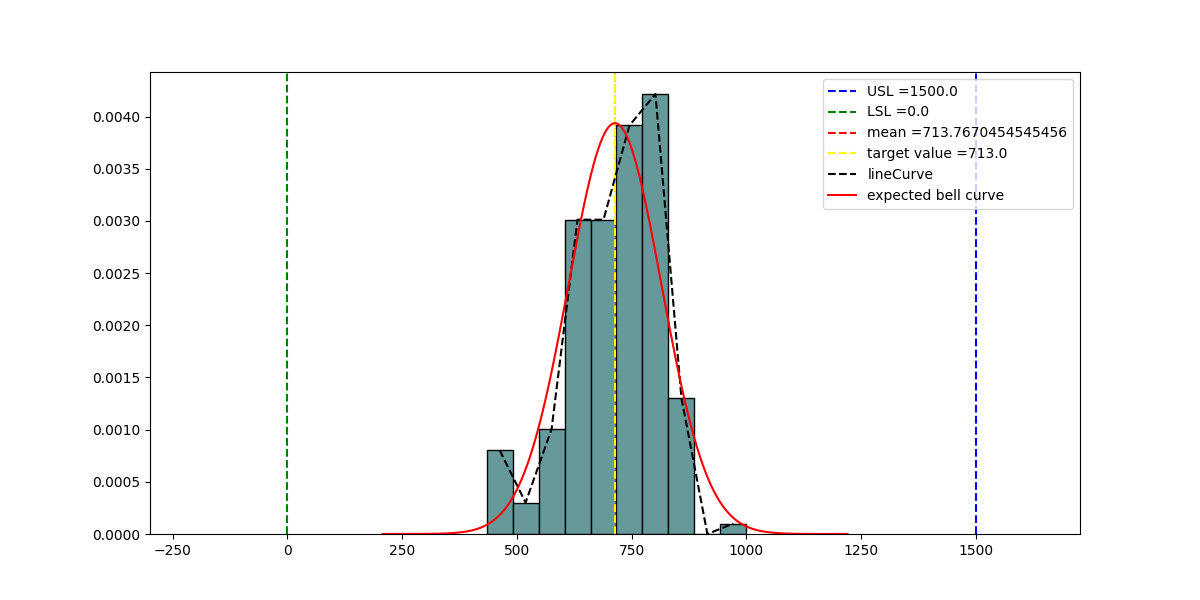 USL =1500.0
LSL =0.0
mean =713.7670454545456
target value =713.0
lineCurve
expected bell curve
0.0040
0.0035
0.0030
0.0025
0.0020
0.0015
0.0010
0.0005
0.0000
−250 0 250 500 750 1000 1250 1500